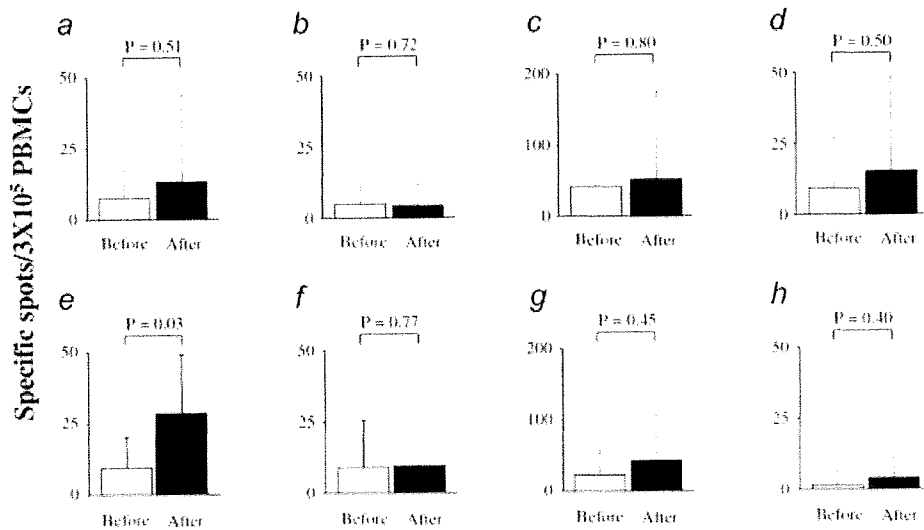 a
b
c
d
P = 0.51
P = 0.72
P = 0.80
P = 0.50
50
25
0
50
25
0
200
100
0
50
25
0
Before After
Before After
Before After
Before After
e
f
g
h
P = 0.03
P = 0.77
P = 0.45
P = 0.40
50
25
0
50
25
0
200
100
0
50
25
0
Before After
Before After
Before After
Before After
Specific spots/3X10⁵ PBMCs